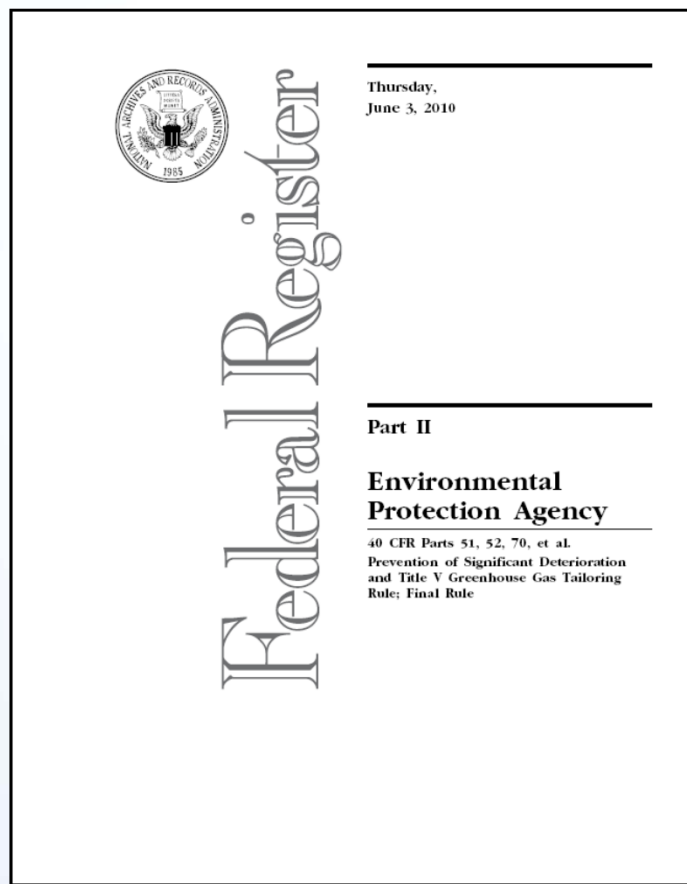 NATIONAL ARCHIVES AND RECORDS ADMINISTRATION
1985
Federal Register
Thursday,
June 3, 2010
Part II
Environmental
Protection Agency
40 CFR Parts 51, 52, 70, et al.
Prevention of Significant Deterioration
and Title V Greenhouse Gas Tailoring
Rule; Final Rule